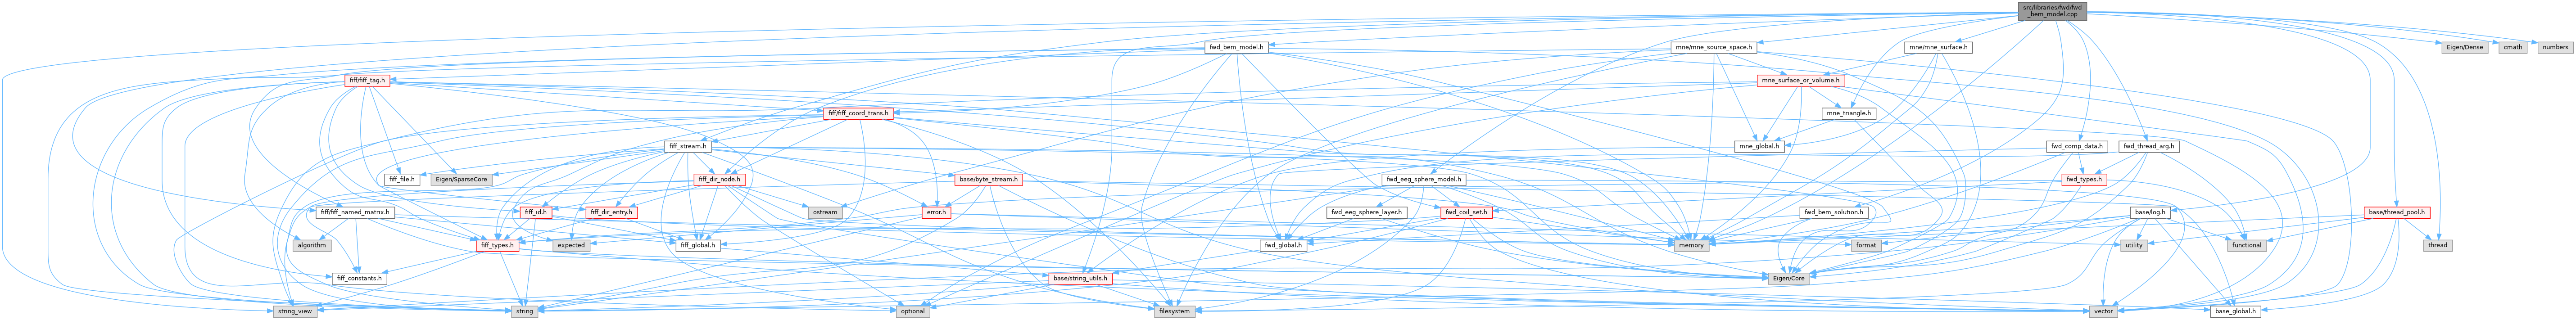 src/libraries/fwd/fwd
_bem_model.cpp
fwd_bem_model.h
mne/mne_source_space.h
mne/mne_surface.h
Eigen/Dense
cmath
numbers
fiff/fiff_tag.h
mne_surface_or_volume.h
fiff/fiff_coord_trans.h
mne_triangle.h
fiff_stream.h
mne_global.h
fwd_comp_data.h
fwd_thread_arg.h
fiff_file.h
Eigen/SparseCore
fiff_dir_node.h
base/byte_stream.h
fwd_eeg_sphere_model.h
fwd_types.h
fiff/fiff_named_matrix.h
fiff_id.h
fiff_dir_entry.h
ostream
error.h
fwd_eeg_sphere_layer.h
fwd_coil_set.h
fwd_bem_solution.h
base/log.h
base/thread_pool.h
algorithm
fiff_types.h
expected
fiff_global.h
fwd_global.h
memory
format
utility
functional
thread
fiff_constants.h
base/string_utils.h
Eigen/Core
string_view
string
optional
filesystem
vector
base_global.h